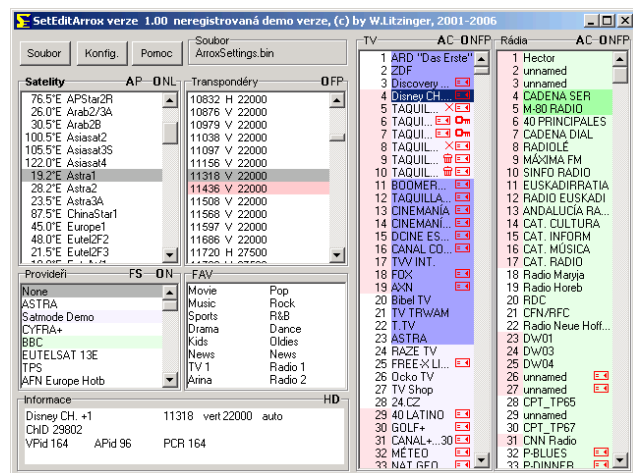 SetEditArrox verze 1.00 neregistrovaná demo verze, (c) by W.Litzinger, 2001-2006
Soubor Konfig. Pomoc
Soubor
ArroxSettings.bin
Satelity AP ONL
76.5°E APStar2R
26.0°E Arab2/3A
30.5°E Arab2B
100.5°E Asiasat2
105.5°E Asiasat3S
122.0°E Asiasat4
19.2°E Astra1
28.2°E Astra2
23.5°E Astra3A
87.5°E ChinaStar1
45.0°E Europe1
48.0°E Eutel2F2
21.5°E Eutel2F3
Transpondéry OFP
10832 H 22000
10876 V 22000
10979 V 22000
11038 V 22000
11097 V 22000
11156 V 22000
11318 V 22000
11436 V 22000
11508 V 22000
11568 V 22000
11597 V 22000
11686 V 22000
11720 H 27500
Provideři FS ON
None
ASTRA
Satmode Demo
CYFRA+
BBC
EUTELSAT 13E
TPS
AFN Europe Hotb
FAV
Movie Pop
Music Rock
Sports R&B
Drama Dance
Kids Oldies
News News
TV 1 Radio 1
Arina Radio 2
Informace HD
Disney CH. +1 11318 vert 22000 auto
ChID 29802
VPid 164 APid 96 PCR 164
TV AC ONFP
1 ARD "Das Erste"
2 ZDF
3 Discovery ...
4 Disney CH....
5 TAQUIL...
6 TAQUIL...
7 TAQUIL...
8 TAQUIL...
9 TAQUIL...
10 TAQUIL...
11 BOOMER...
12 TAQUILLA...
13 CINEMANÍA
14 CINEMANÍ...
15 DCINE ES...
16 CANAL CO...
17 TVV INT.
18 FOX
19 AXN
20 Bibel TV
21 TV TRWAM
22 T.TV
23 ASTRA
24 RAZE TV
25 FREE-X LI...
26 Ocko TV
27 TV Shop
28 24.CZ
29 40 LATINO
30 GOLF+
31 CANAL+...30
32 MÉTEO
33 NAT GEO
Rádia AC ONFP
1 Hector
2 unnamed
3 unnamed
4 CADENA SER
5 M-80 RADIO
6 40 PRINCIPALES
7 CADENA DIAL
8 RADIOLÉ
9 MÁXIMA FM
10 SINFO RADIO
11 EUSKADIRRATIA
12 RADIO EUSKADI
13 ANDALUCÍA RA...
14 CAT. CULTURA
15 CAT. INFORM
16 CAT. MÚSICA
17 CAT. RADIO
18 Radio Maryja
19 Radio Horeb
20 RDC
21 CFN/RFC
22 Radio Neue Hoff...
23 DW01
24 DW03
25 DW04
26 unnamed
27 unnamed
28 CPT_TP65
29 unnamed
30 CPT_TP67
31 CNN Radio
32 P-BLUES
33 P-DINNER